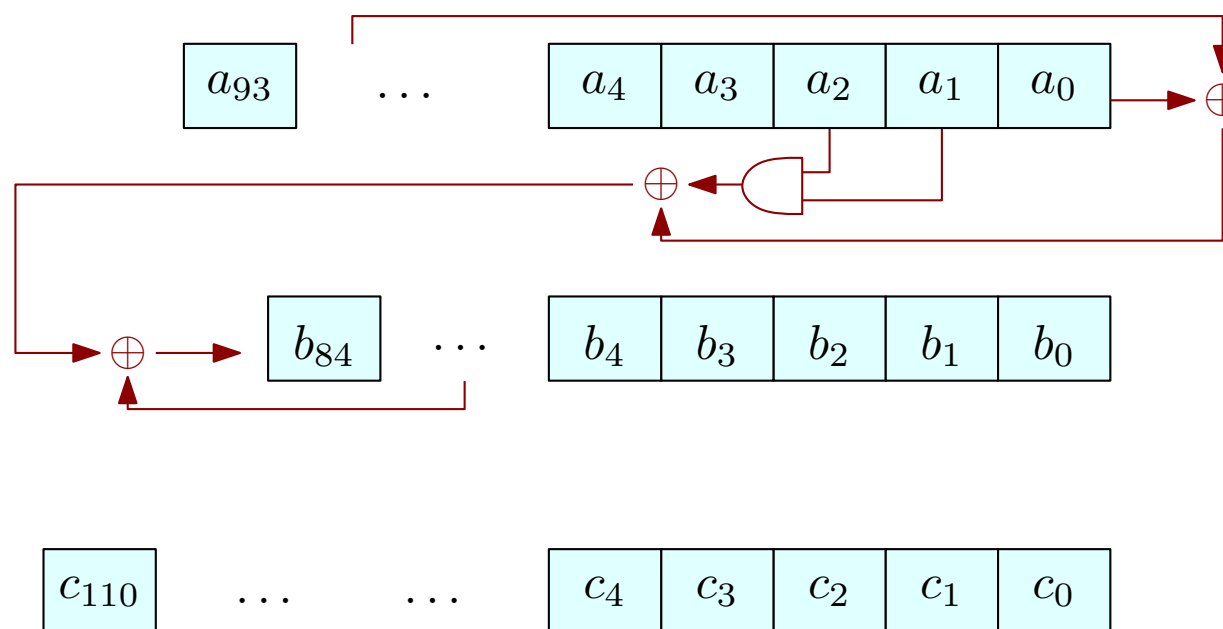 a₉₃ … a₄ a₃ a₂ a₁ a₀
b₈₄ … b₄ b₃ b₂ b₁ b₀
c₁₁₀ … … c₄ c₃ c₂ c₁ c₀